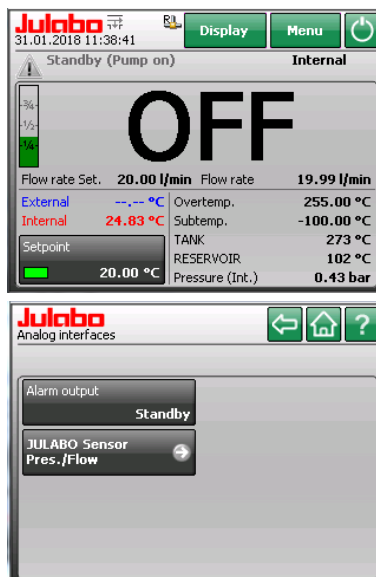 Julabo
31.01.2018 11:38:41
Display
Menu
Standby (Pump on)
Internal
¾
½
¼
OFF
Flow rate Set. 20.00 l/min Flow rate 19.99 l/min
External --,-- °C Overtemp. 255.00 °C
Internal 24.83 °C Subtemp. -100.00 °C
Setpoint
TANK 273 °C
RESERVOIR 102 °C
20.00 °C
Pressure (Int.) 0.43 bar
Julabo
Analog interfaces
?
Alarm output
Standby
JULABO Sensor
Pres./Flow